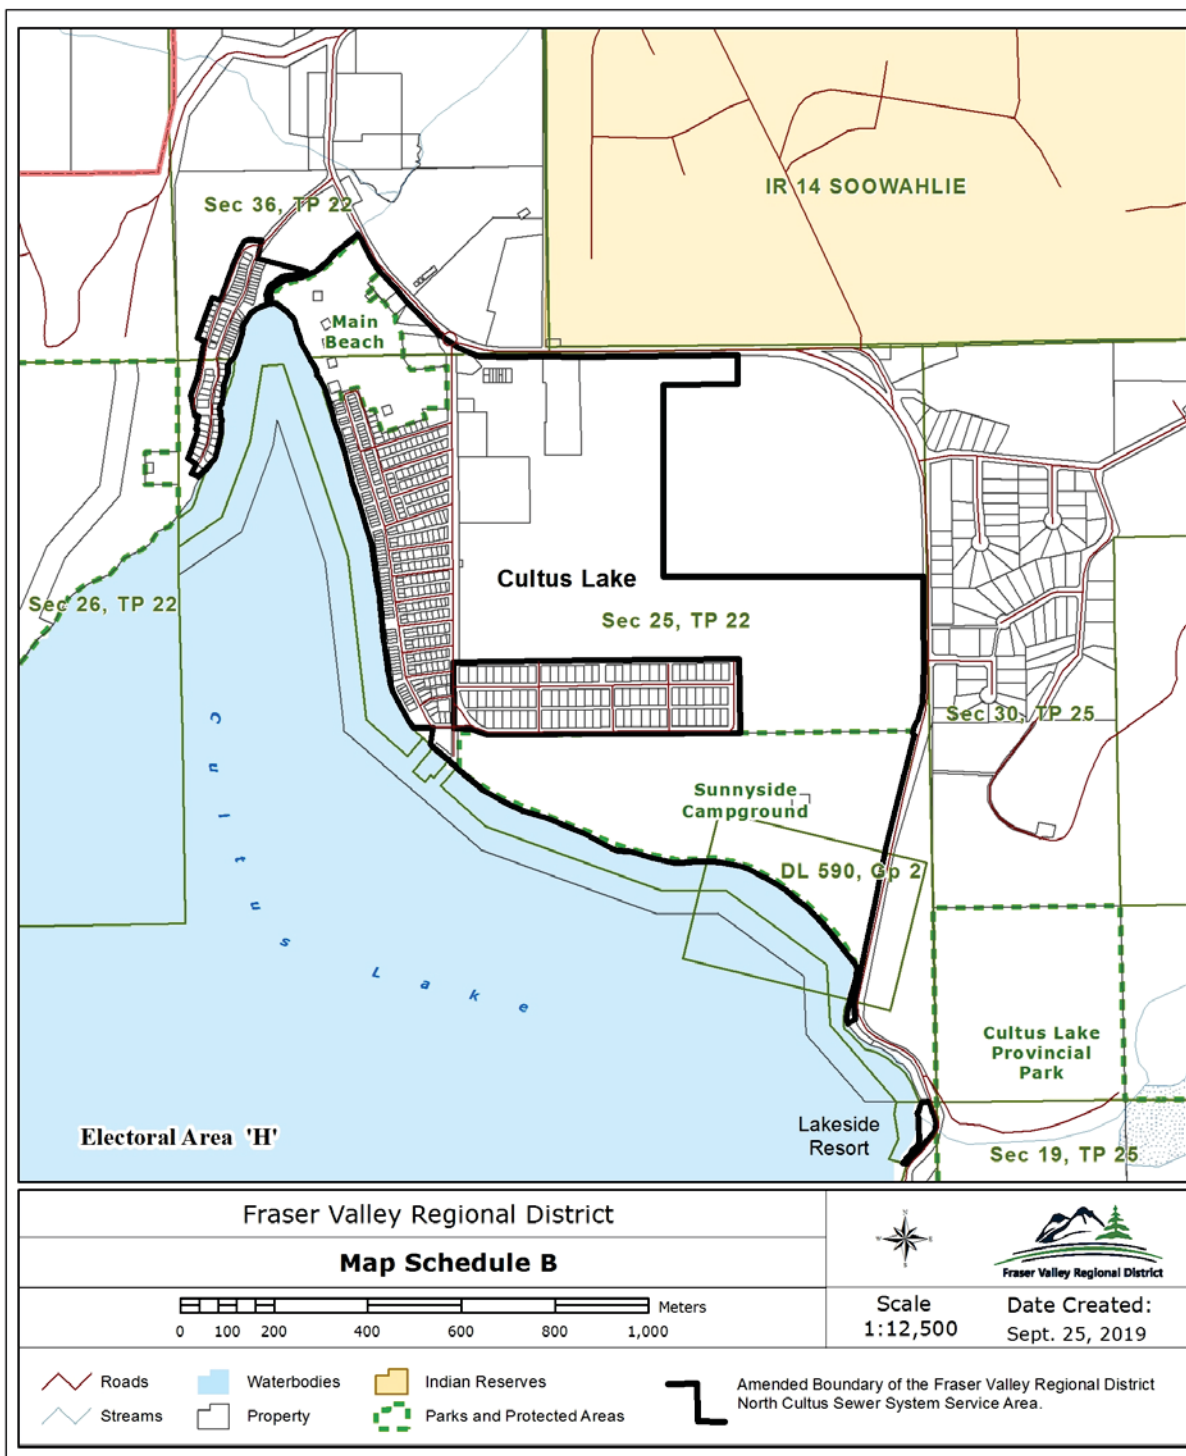 IR 14 SOOWAHLIE
Sec 36, TP 22
Main
Beach
Cultus Lake
Sec 26, TP 22
Sec 25, TP 22
Sec 30, TP 25
Cultus Lake
Sunnyside
Campground
DL 590, Gp 2
Cultus Lake
Provincial
Park
Lakeside
Resort
Electoral Area 'H'
Sec 19, TP 25
Fraser Valley Regional District
Map Schedule B
N
W E
S
Fraser Valley Regional District
Meters
0 100 200 400 600 800 1,000
Scale
1:12,500
Date Created:
Sept. 25, 2019
Roads
Waterbodies
Indian Reserves
Streams
Property
Parks and Protected Areas
Amended Boundary of the Fraser Valley Regional District
North Cultus Sewer System Service Area.